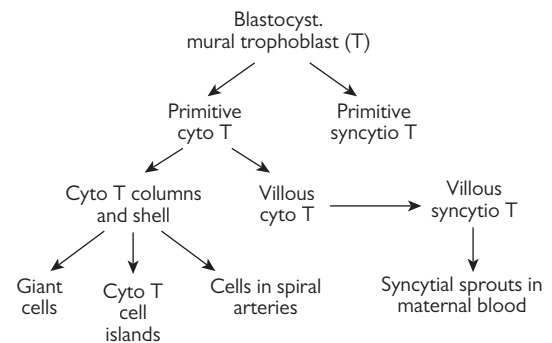 Blastocyst.
mural trophoblast (T)
Primitive
cyto T
Primitive
syncytio T
Cyto T columns
and shell
Villous
cyto T
Villous
syncytio T
Giant
cells
Cyto T
cell
islands
Cells in spiral
arteries
Syncytial sprouts in
maternal blood